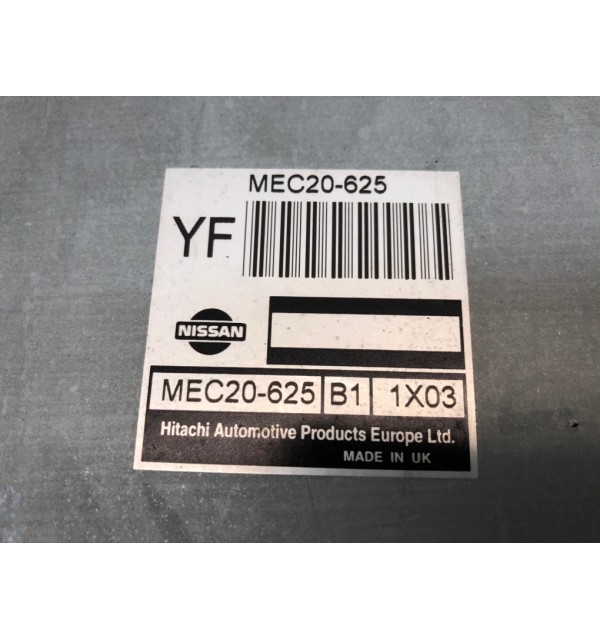 MEC20-625
YF
NISSAN
MEC20-625 B1 1X03
Hitachi Automotive Products Europe Ltd.
MADE IN UK